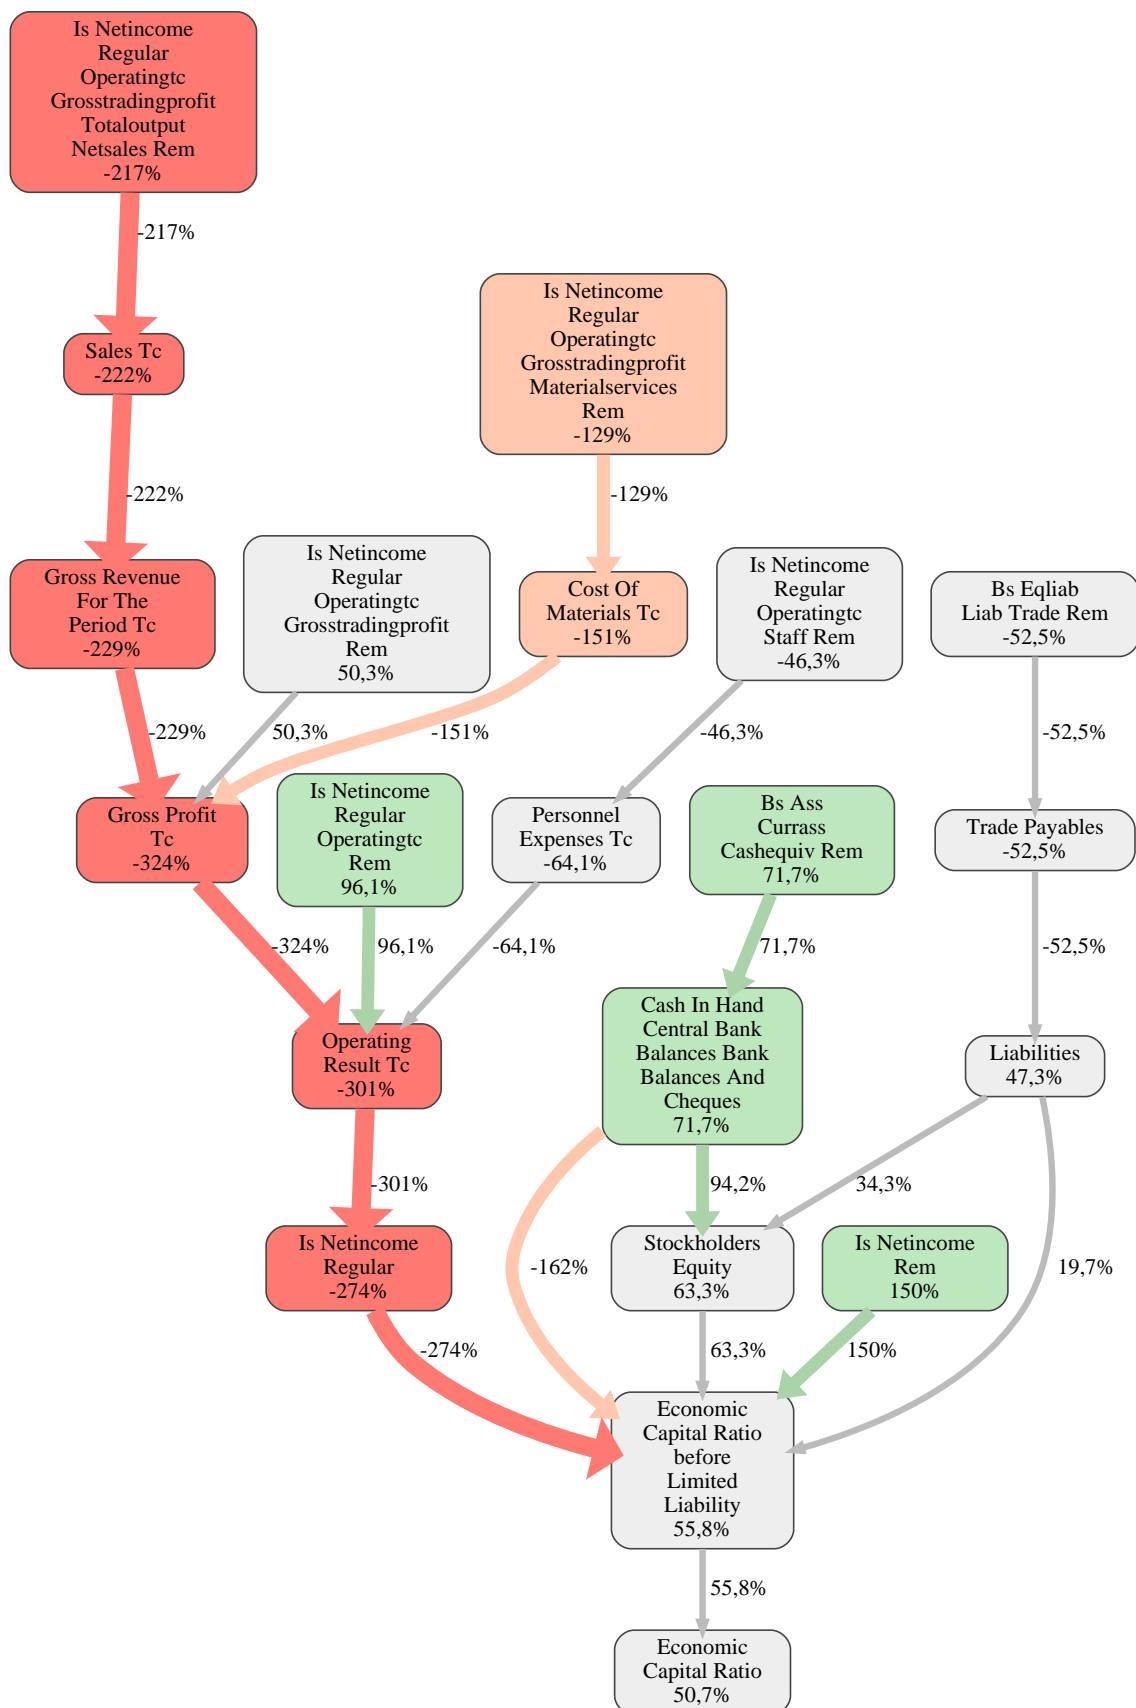 Is Netincome
Regular
Operatingtc
Grosstradingprofit
Totaloutput
Netsales Rem
-217%
-217%
Is Netincome
Regular
Operatingtc
Grosstradingprofit
Materialservices
Rem
-129%
Sales Tc
-222%
-222%
-129%
Gross Revenue
For The
Period Tc
-229%
Is Netincome
Regular
Operatingtc
Grosstradingprofit
Rem
50,3%
Cost Of
Materials Tc
-151%
Is Netincome
Regular
Operatingtc
Staff Rem
-46,3%
Bs Eqliab
Liab Trade Rem
-52,5%
-229%
50,3%
-151%
-46,3%
-52,5%
Gross Profit
Tc
-324%
Is Netincome
Regular
Operatingtc
Rem
96,1%
Personnel
Expenses Tc
-64,1%
Bs Ass
Currass
Cashequiv Rem
71,7%
Trade Payables
-52,5%
-324%
96,1%
-64,1%
71,7%
-52,5%
Operating
Result Tc
-301%
Cash In Hand
Central Bank
Balances Bank
Balances And
Cheques
71,7%
Liabilities
47,3%
-301%
94,2%
34,3%
Is Netincome
Regular
-274%
-162%
Stockholders
Equity
63,3%
Is Netincome
Rem
150%
19,7%
-274%
63,3%
150%
Economic
Capital Ratio
before
Limited
Liability
55,8%
55,8%
Economic
Capital Ratio
50,7%